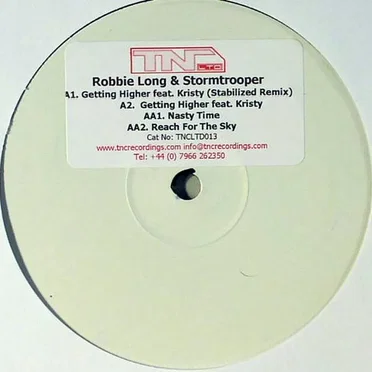 TNC
LTD
Robbie Long & Stormtrooper
A1. Getting Higher feat. Kristy (Stabilized Remix)
A2. Getting Higher feat. Kristy
AA1. Nasty Time
AA2. Reach For The Sky
Cat No: TNCLTD013
www.tncrecordings.com info@tncrecordings.com
Tel: +44 (0) 7966 262350